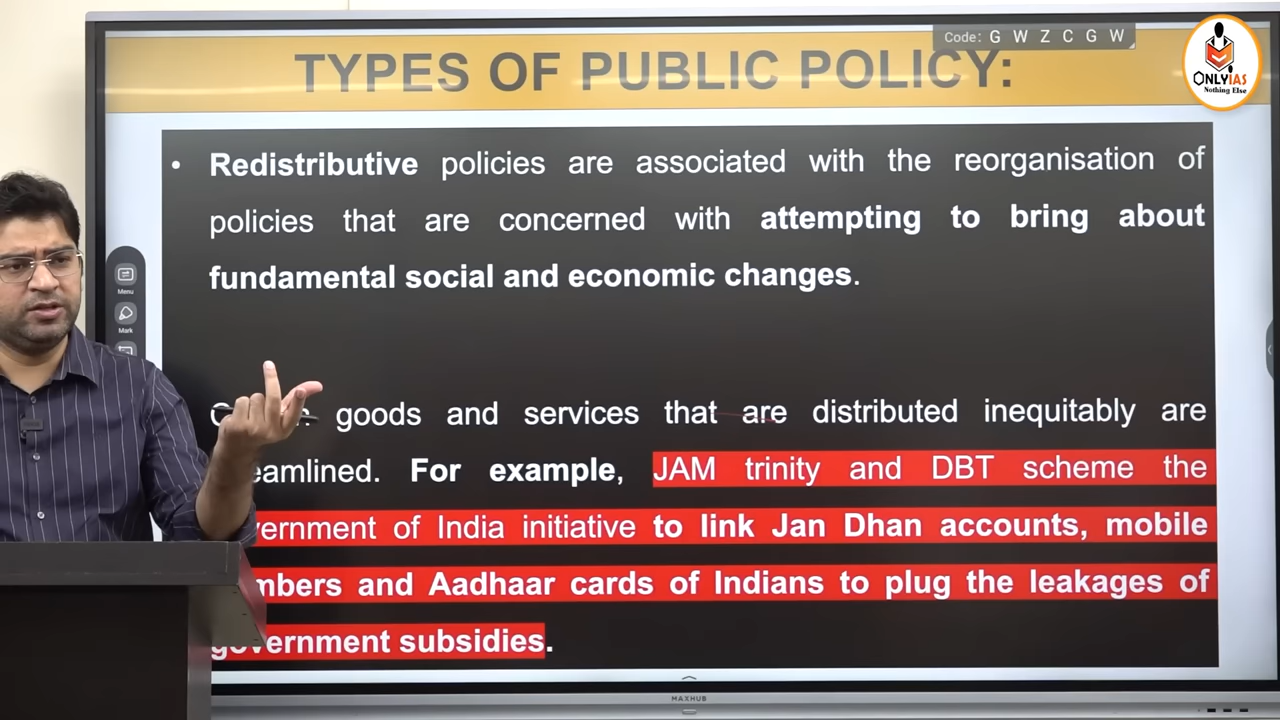 Code: G W Z C G W
TYPES OF PUBLIC POLICY:
ONLYIAS
Nothing Else
• Redistributive policies are associated with the reorganisation of
policies that are concerned with attempting to bring about
fundamental social and economic changes.
Menu
Mark
goods and services that are distributed inequitably are
eamlined. For example, JAM trinity and DBT scheme the
vernment of India initiative to link Jan Dhan accounts, mobile
mbers and Aadhaar cards of Indians to plug the leakages of
government subsidies.
MAXHUB